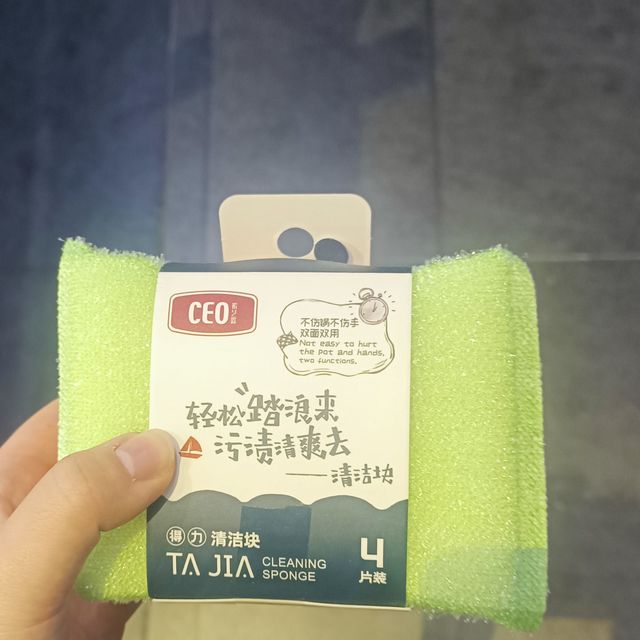 CEO
不伤锅不伤手
双面双用
Not easy to hurt
the pot and hands,
two functions.
轻松踏浪来
污渍清爽去
——清洁块
得力 清洁块
TA JIA CLEANING
SPONGE
4
片装